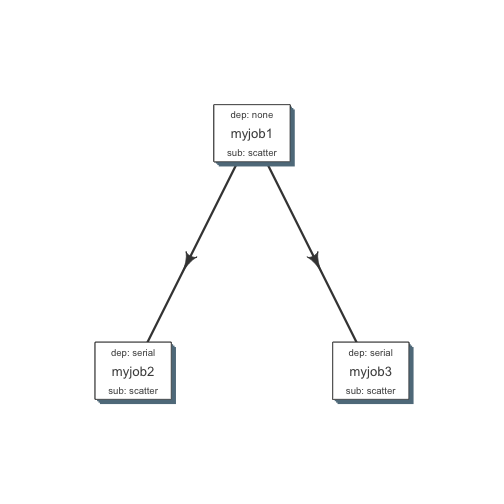 dep: none
myjob1
sub: scatter
dep: serial
myjob2
sub: scatter
dep: serial
myjob3
sub: scatter